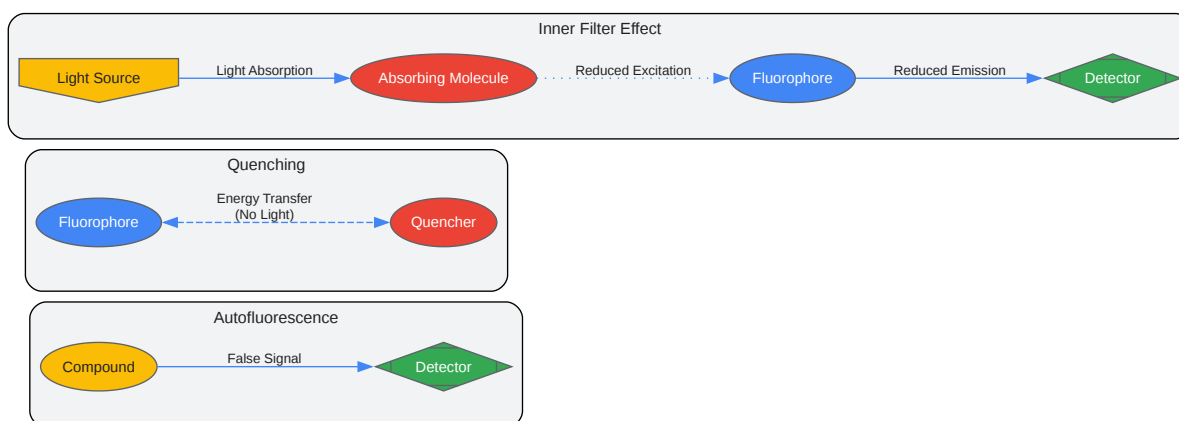 Inner Filter Effect
Light Source
Light Absorption
Absorbing Molecule
Reduced Excitation
Fluorophore
Reduced Emission
Detector
Quenching
Fluorophore
Energy Transfer
(No Light)
Quencher
Autofluorescence
Compound
False Signal
Detector